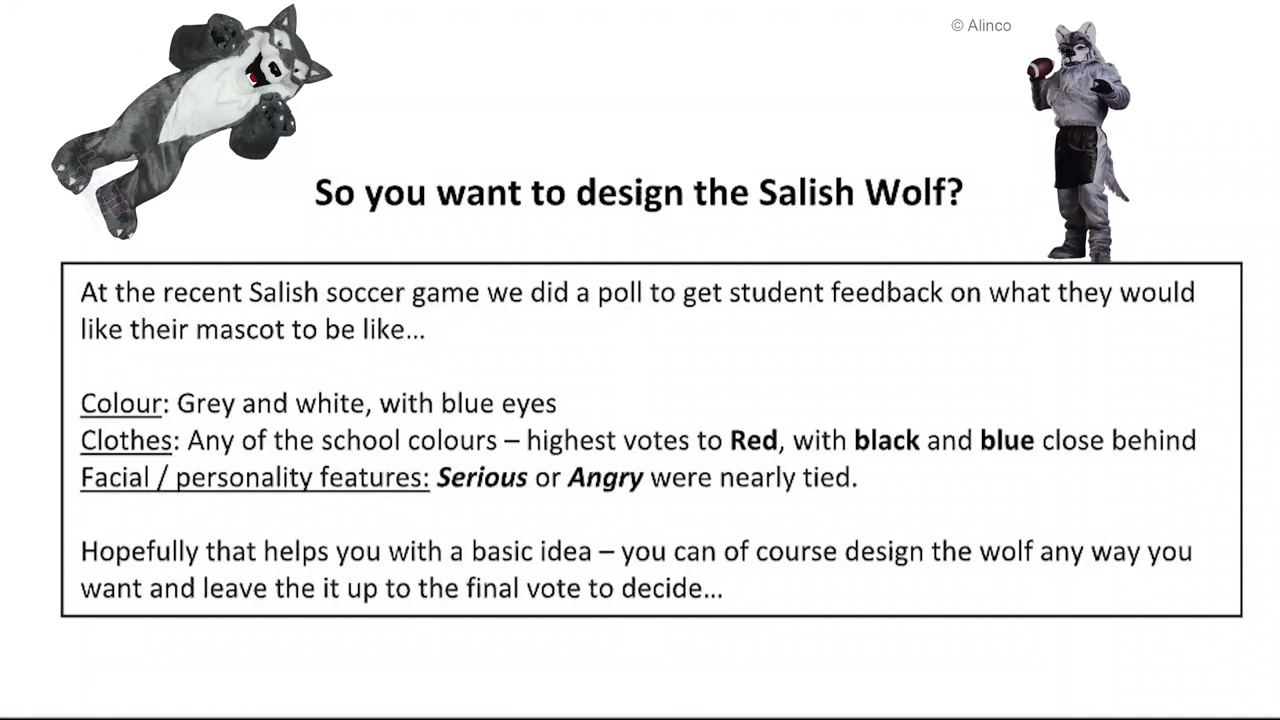 © Alinco
So you want to design the Salish Wolf?
At the recent Salish soccer game we did a poll to get student feedback on what they would
like their mascot to be like...
Colour: Grey and white, with blue eyes
Clothes: Any of the school colours – highest votes to Red, with black and blue close behind
Facial / personality features: Serious or Angry were nearly tied.
Hopefully that helps you with a basic idea – you can of course design the wolf any way you
want and leave the it up to the final vote to decide...